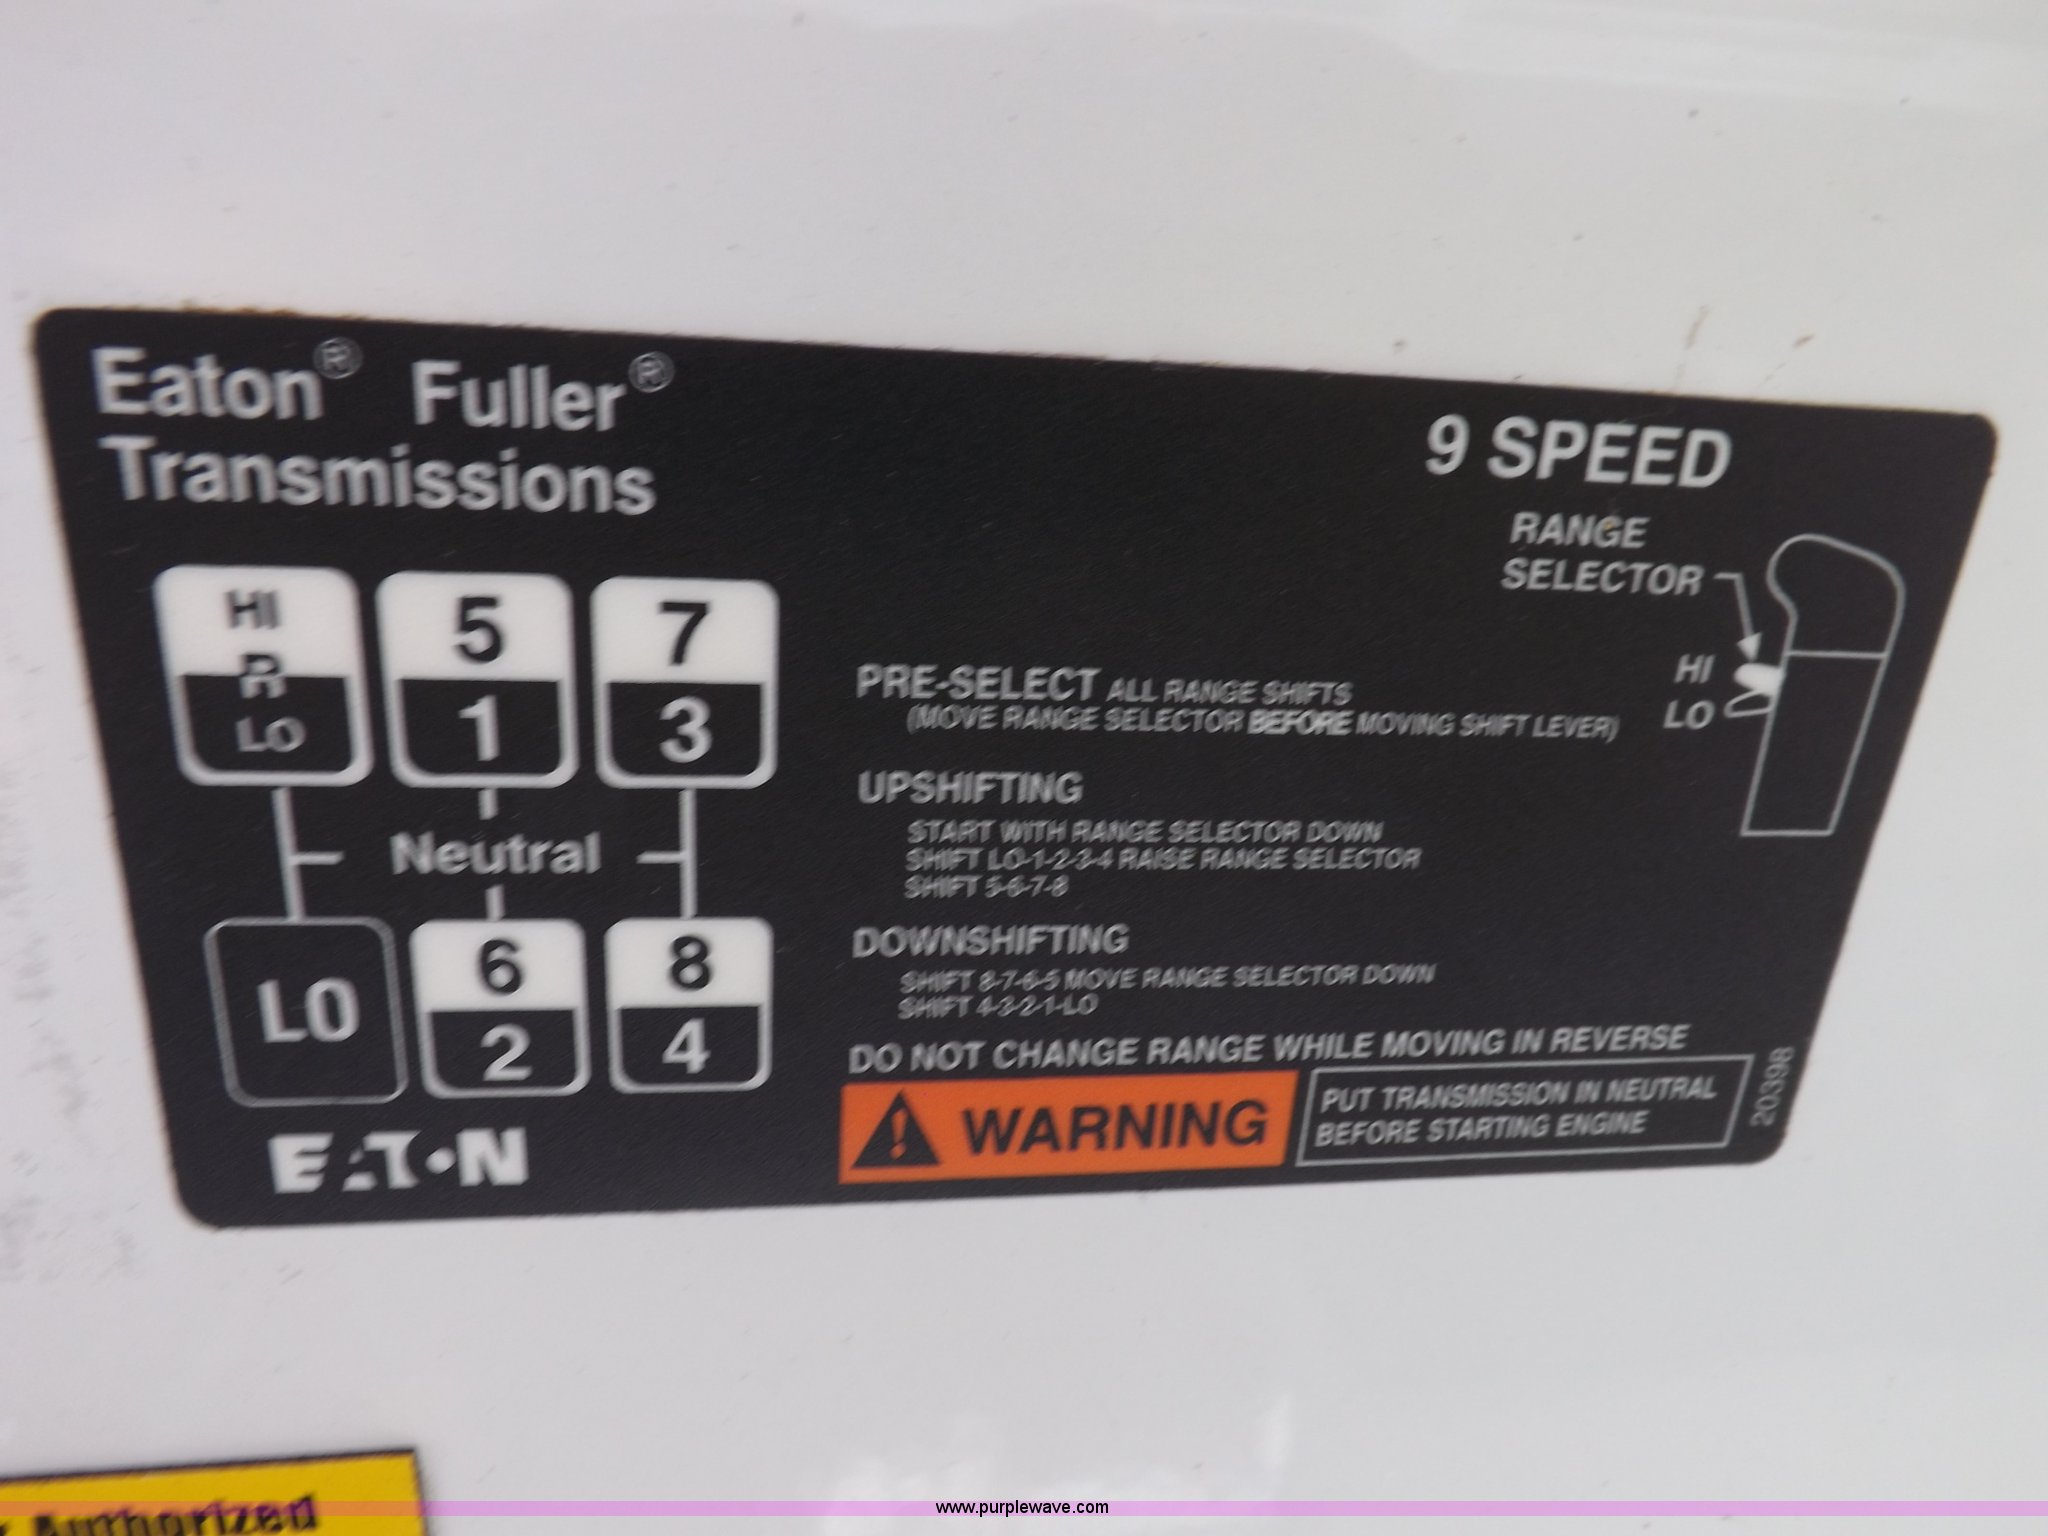 Eaton® Fuller®
Transmissions
9 SPEED
RANGE
SELECTOR
HI
LO
HI
R
LO
5
1
7
3
Neutral
LO
6
2
8
4
EATON
PRE-SELECT ALL RANGE SHIFTS
(MOVE RANGE SELECTOR BEFORE MOVING SHIFT LEVER)
UPSHIFTING
START WITH RANGE SELECTOR DOWN
SHIFT LO-1-2-3-4 RAISE RANGE SELECTOR
SHIFT 5-6-7-8
DOWNSHIFTING
SHIFT 8-7-6-5 MOVE RANGE SELECTOR DOWN
SHIFT 4-3-2-1-LO
DO NOT CHANGE RANGE WHILE MOVING IN REVERSE
WARNING
PUT TRANSMISSION IN NEUTRAL
BEFORE STARTING ENGINE
20398
Authorized
www.purplewave.com